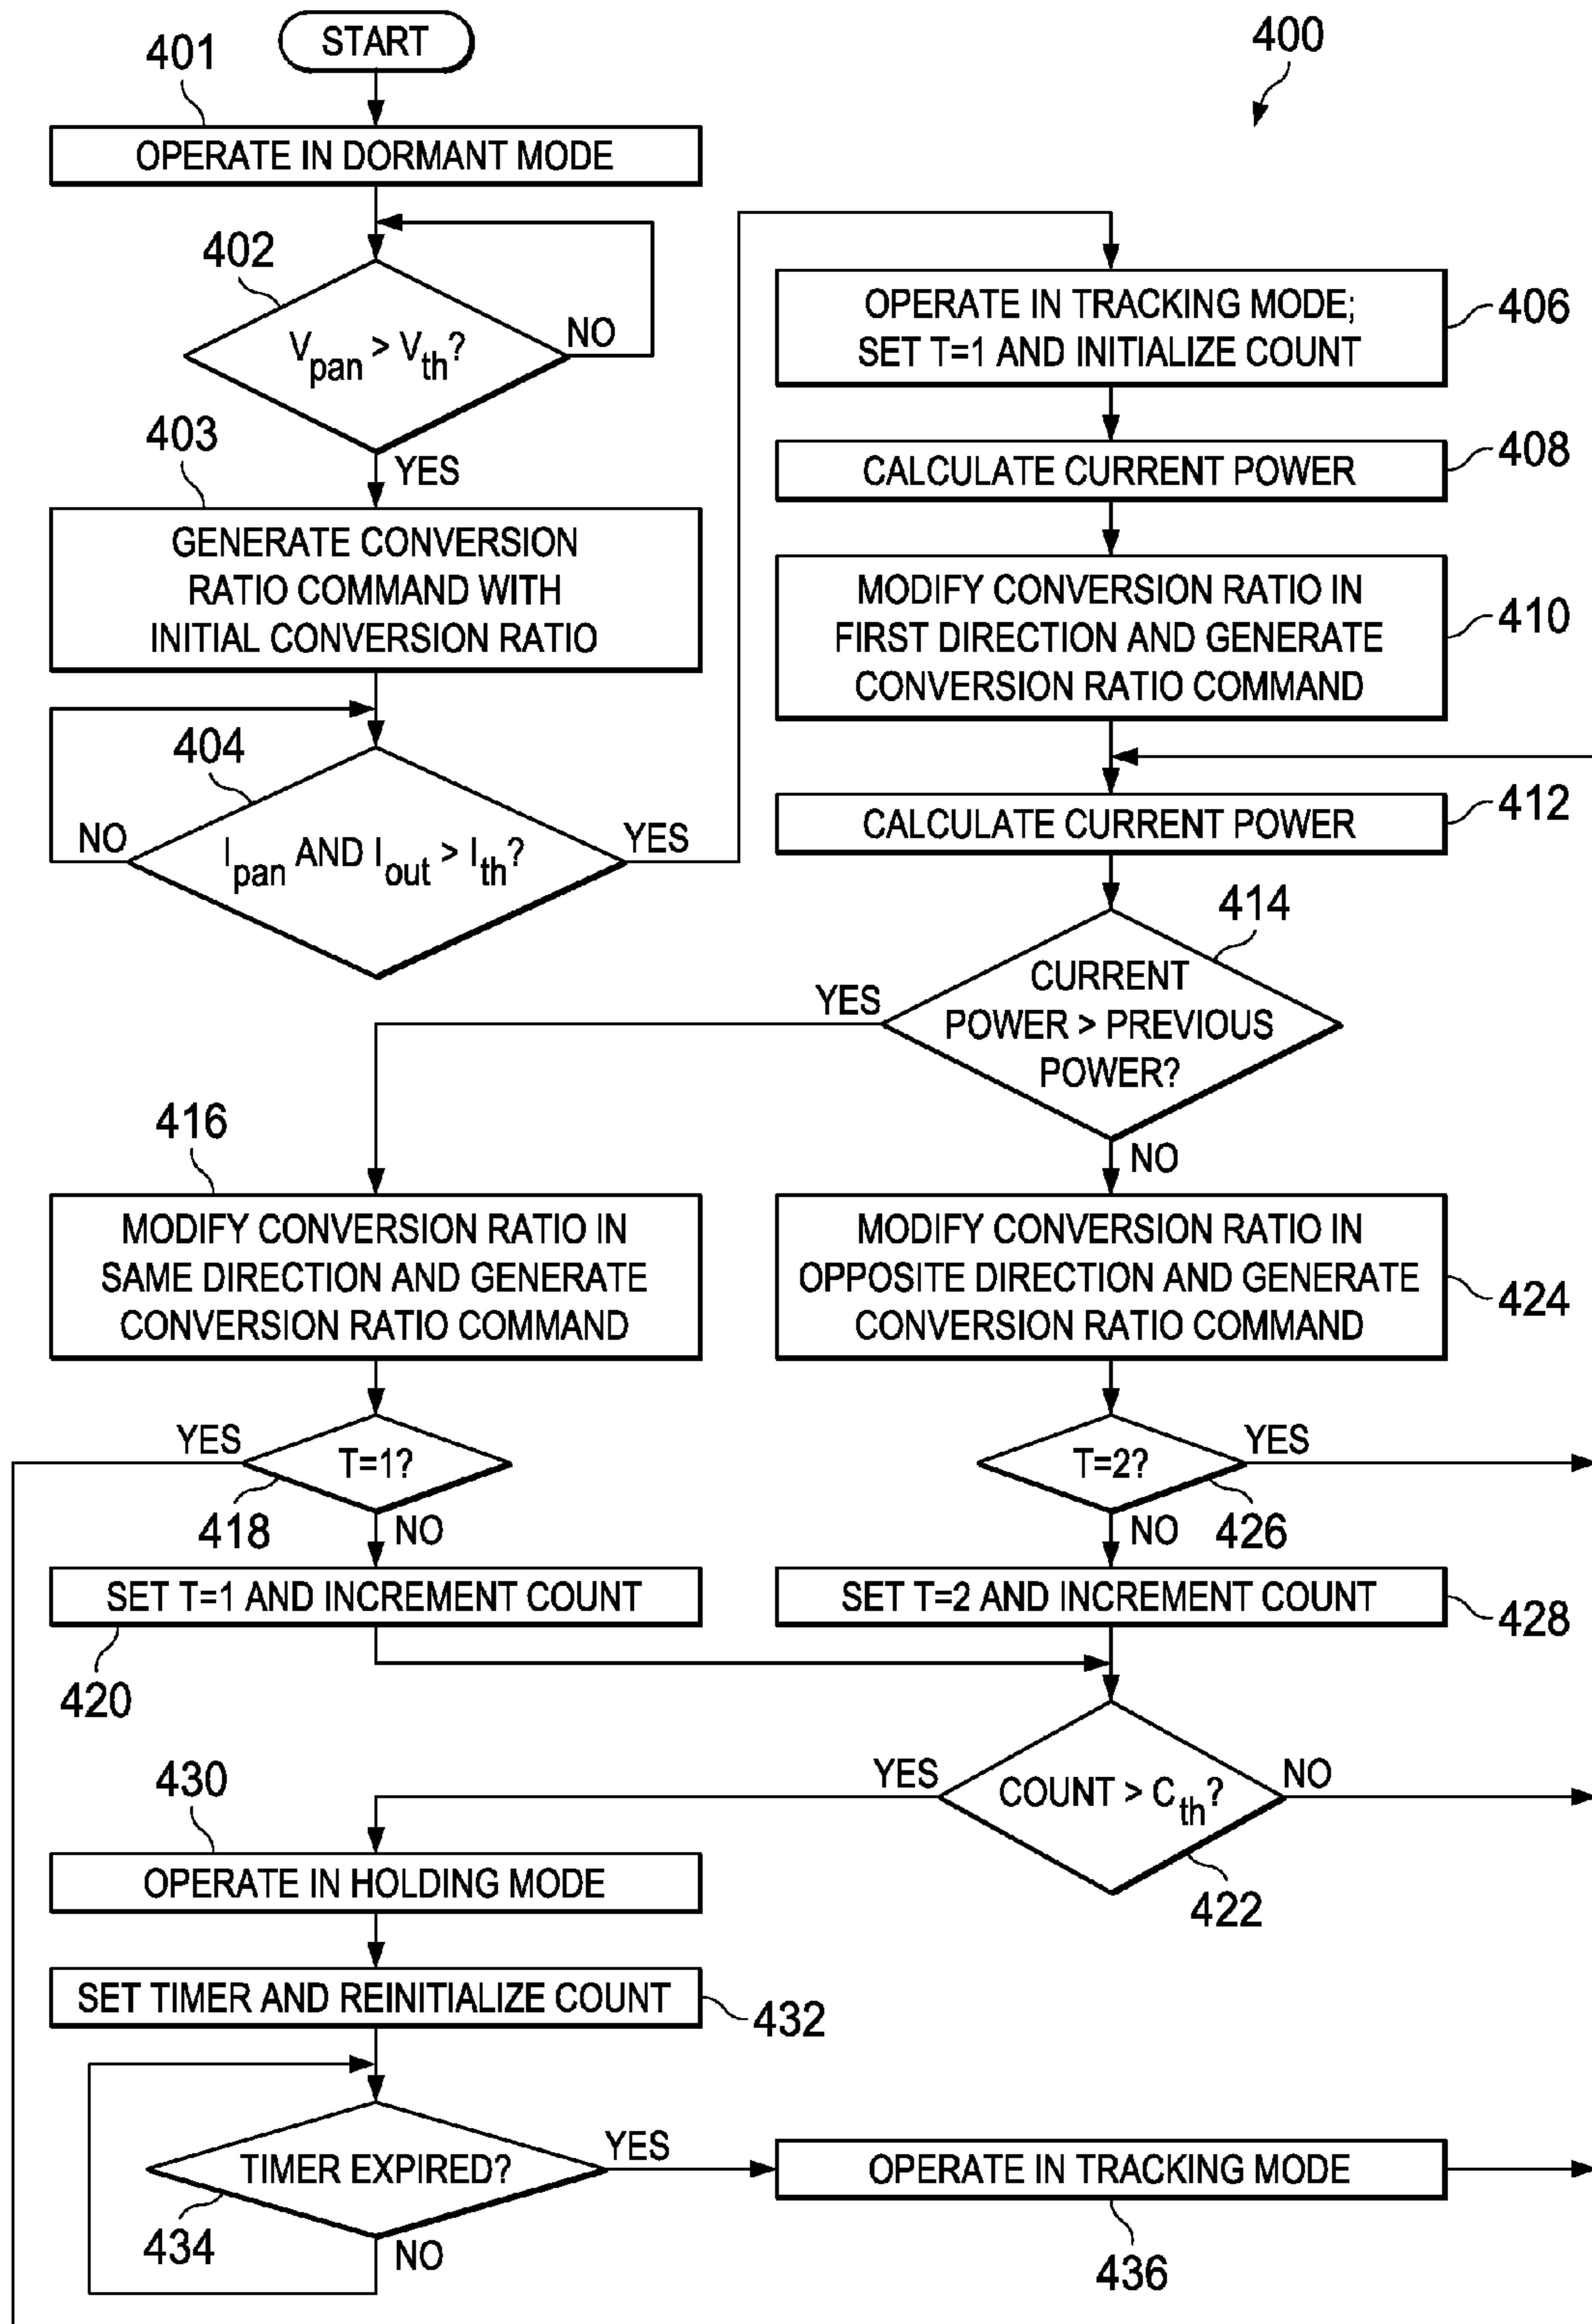 START
401
400
OPERATE IN DORMANT MODE
402
V_pan > V_th?
NO
YES
403
GENERATE CONVERSION
RATIO COMMAND WITH
INITIAL CONVERSION RATIO
404
NO
I_pan AND I_out > I_th?
YES
OPERATE IN TRACKING MODE;
SET T=1 AND INITIALIZE COUNT
406
CALCULATE CURRENT POWER
408
MODIFY CONVERSION RATIO IN
FIRST DIRECTION AND GENERATE
CONVERSION RATIO COMMAND
410
CALCULATE CURRENT POWER
412
414
CURRENT
POWER > PREVIOUS
POWER?
YES
NO
416
MODIFY CONVERSION RATIO IN
SAME DIRECTION AND GENERATE
CONVERSION RATIO COMMAND
MODIFY CONVERSION RATIO IN
OPPOSITE DIRECTION AND GENERATE
CONVERSION RATIO COMMAND
424
YES
T=1?
418
NO
T=2?
YES
NO
426
SET T=1 AND INCREMENT COUNT
420
SET T=2 AND INCREMENT COUNT
428
YES
COUNT > C_th?
NO
422
430
OPERATE IN HOLDING MODE
SET TIMER AND REINITIALIZE COUNT
432
TIMER EXPIRED?
YES
434
NO
OPERATE IN TRACKING MODE
436